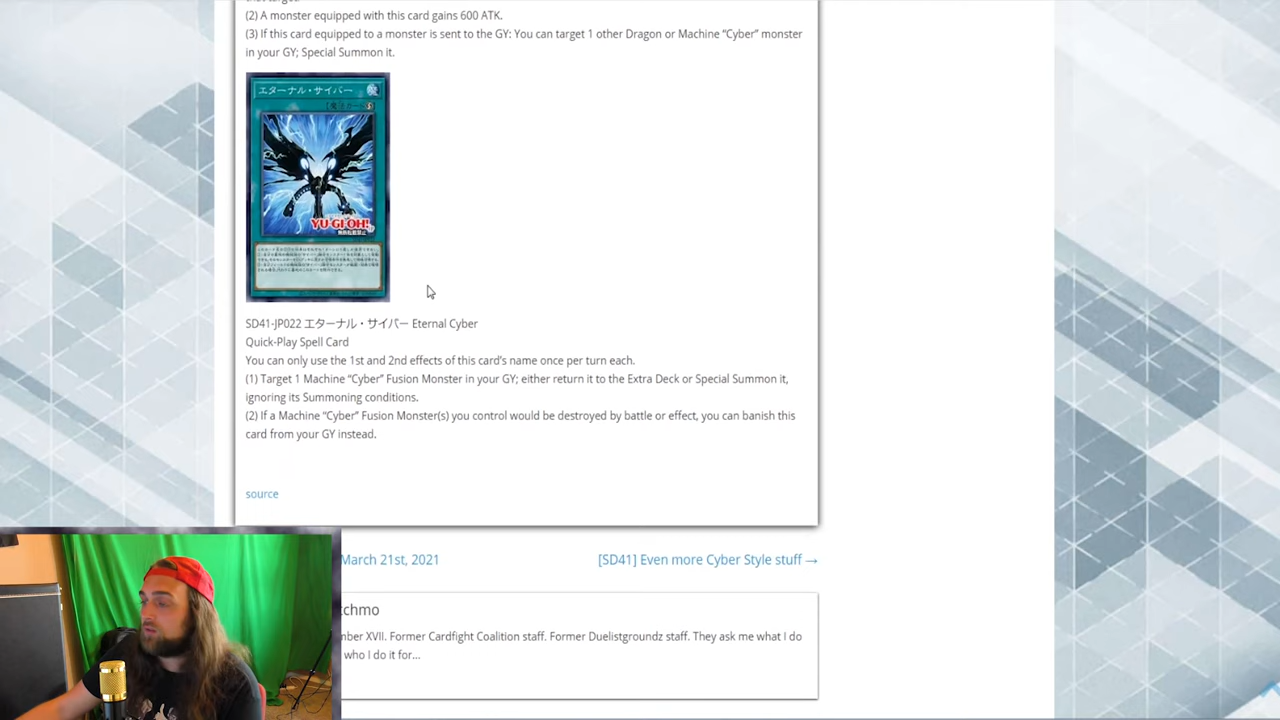 (2) A monster equipped with this card gains 600 ATK.
(3) If this card equipped to a monster is sent to the GY: You can target 1 other Dragon or Machine “Cyber” monster
in your GY; Special Summon it.
エターナル・サイバー
YU-GI-OH!
SD41-JP022 エターナル・サイバー Eternal Cyber
Quick-Play Spell Card
You can only use the 1st and 2nd effects of this card’s name once per turn each.
(1) Target 1 Machine “Cyber” Fusion Monster in your GY; either return it to the Extra Deck or Special Summon it,
ignoring its Summoning conditions.
(2) If a Machine “Cyber” Fusion Monster(s) you control would be destroyed by battle or effect, you can banish this
card from your GY instead.
source
March 21st, 2021
[SD41] Even more Cyber Style stuff →
chmo
ber XVII. Former Cardfight Coalition staff. Former Duelistgroundz staff. They ask me what I do
who I do it for...